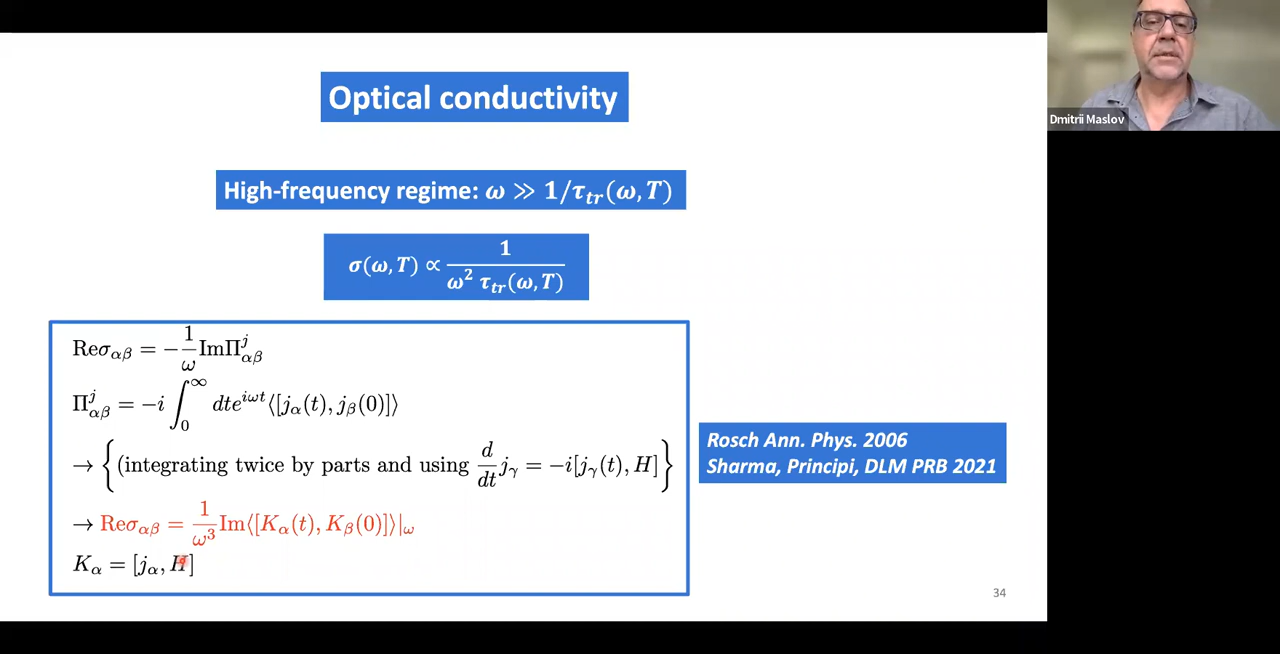 Optical conductivity
High-frequency regime: ω ≫ 1/τ_tr(ω, T)
σ(ω, T) ∝ 1 / (ω² τ_tr(ω, T))
Reσ_αβ = −(1/ω) ImΠ^j_αβ
Π^j_αβ = −i ∫_0^∞ dte^{iωt}⟨[j_α(t), j_β(0)]⟩
→ {(integrating twice by parts and using d/dt j_γ = −i[j_γ(t), H]}
→ Reσ_αβ = (1/ω³) Im⟨[K_α(t), K_β(0)]⟩|_ω
K_α = [j_α, H]
Rosch Ann. Phys. 2006
Sharma, Principi, DLM PRB 2021
34
Dmitrii Maslov